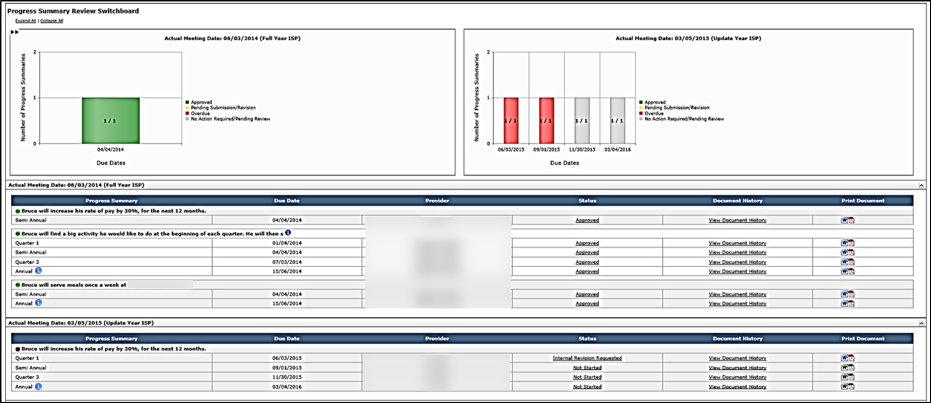 Progress Summary Review Switchboard
Expand All | Collapse All
Actual Meeting Date: 06/03/2014 (Full Year ISP)
Number of Progress Summaries
2
1
0
1 / 1
04/04/2014
Due Dates
Approved
Pending Submission/Revision
Overdue
No Action Required/Pending Review
Actual Meeting Date: 03/05/2015 (Update Year ISP)
Number of Progress Summaries
2
1
0
1 / 1 1 / 1 1 / 1 1 / 1
06/03/2015 09/01/2015 11/30/2015 03/04/2016
Due Dates
Approved
Pending Submission/Revision
Overdue
No Action Required/Pending Review
Actual Meeting Date: 06/03/2014 (Full Year ISP)
Progress Summary Due Date Provider Status Document History Print Document
Bruce will increase his rate of pay by 30%, for the next 12 months.
Semi Annual 04/04/2014 Approved View Document History
Bruce will find a big activity he would like to do at the beginning of each quarter. He will then s
Quarter 1 01/04/2014 Approved View Document History
Semi Annual 04/04/2014 Approved View Document History
Quarter 3 07/03/2014 Approved View Document History
Annual 10/06/2014 Approved View Document History
Bruce will serve meals once a week at
Semi Annual 04/04/2014 Approved View Document History
Annual 10/06/2014 Approved View Document History
Actual Meeting Date: 03/05/2015 (Update Year ISP)
Progress Summary Due Date Provider Status Document History Print Document
Bruce will increase his rate of pay by 30%, for the next 12 months.
Quarter 1 06/03/2015 Internal Revision Requested View Document History
Semi Annual 09/01/2015 Not Started View Document History
Quarter 3 11/30/2015 Not Started View Document History
Annual 03/04/2016 Not Started View Document History